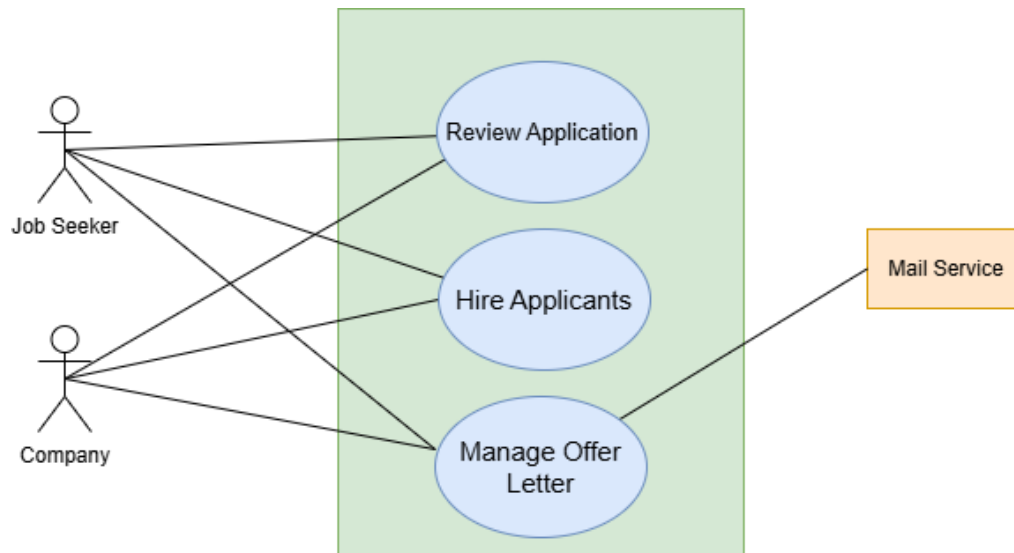 Review Application
Job Seeker
Hire Applicants
Mail Service
Company
Manage Offer
Letter